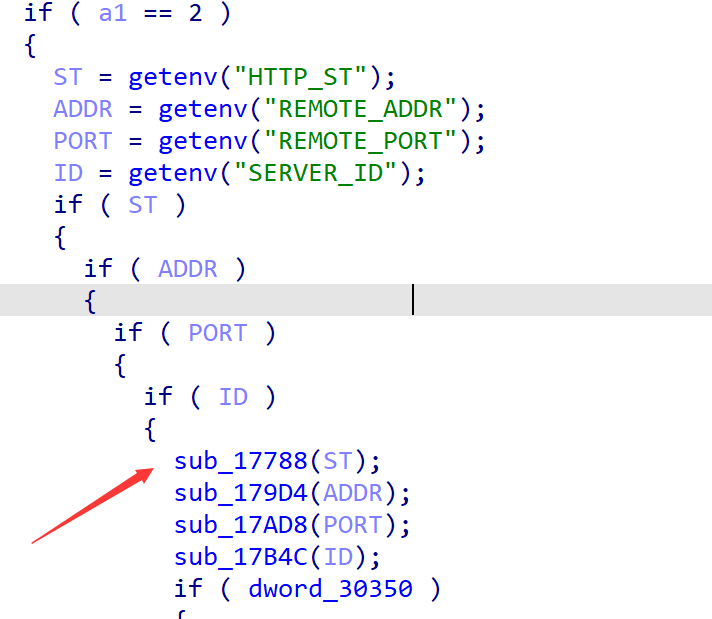 if ( a1 == 2 )
{
ST = getenv("HTTP_ST");
ADDR = getenv("REMOTE_ADDR");
PORT = getenv("REMOTE_PORT");
ID = getenv("SERVER_ID");
if ( ST )
{
if ( ADDR )
{
if ( PORT )
{
if ( ID )
{
sub_17788(ST);
sub_179D4(ADDR);
sub_17AD8(PORT);
sub_17B4C(ID);
if ( dword_30350 )
{